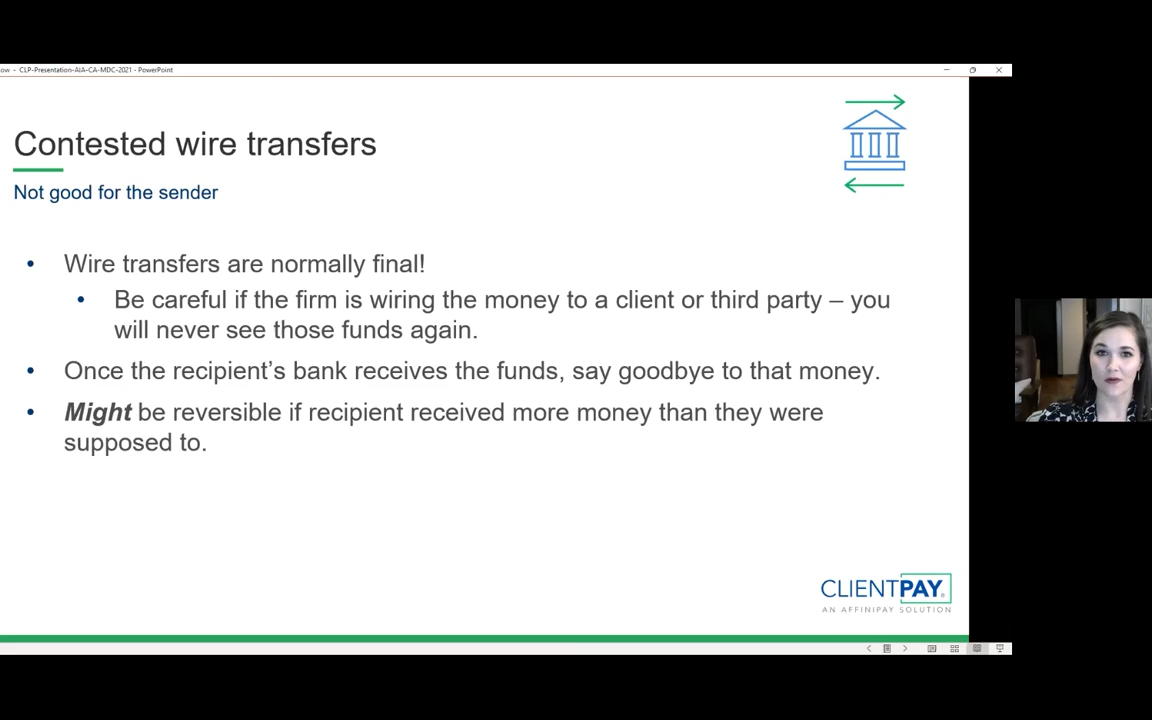 ow - CLP-Presentation-AIA-CA-MDC-2021 - PowerPoint
Contested wire transfers
Not good for the sender
• Wire transfers are normally final!
• Be careful if the firm is wiring the money to a client or third party – you
will never see those funds again.
• Once the recipient’s bank receives the funds, say goodbye to that money.
• Might be reversible if recipient received more money than they were
supposed to.
CLIENTPAY®
AN AFFINIPAY SOLUTION